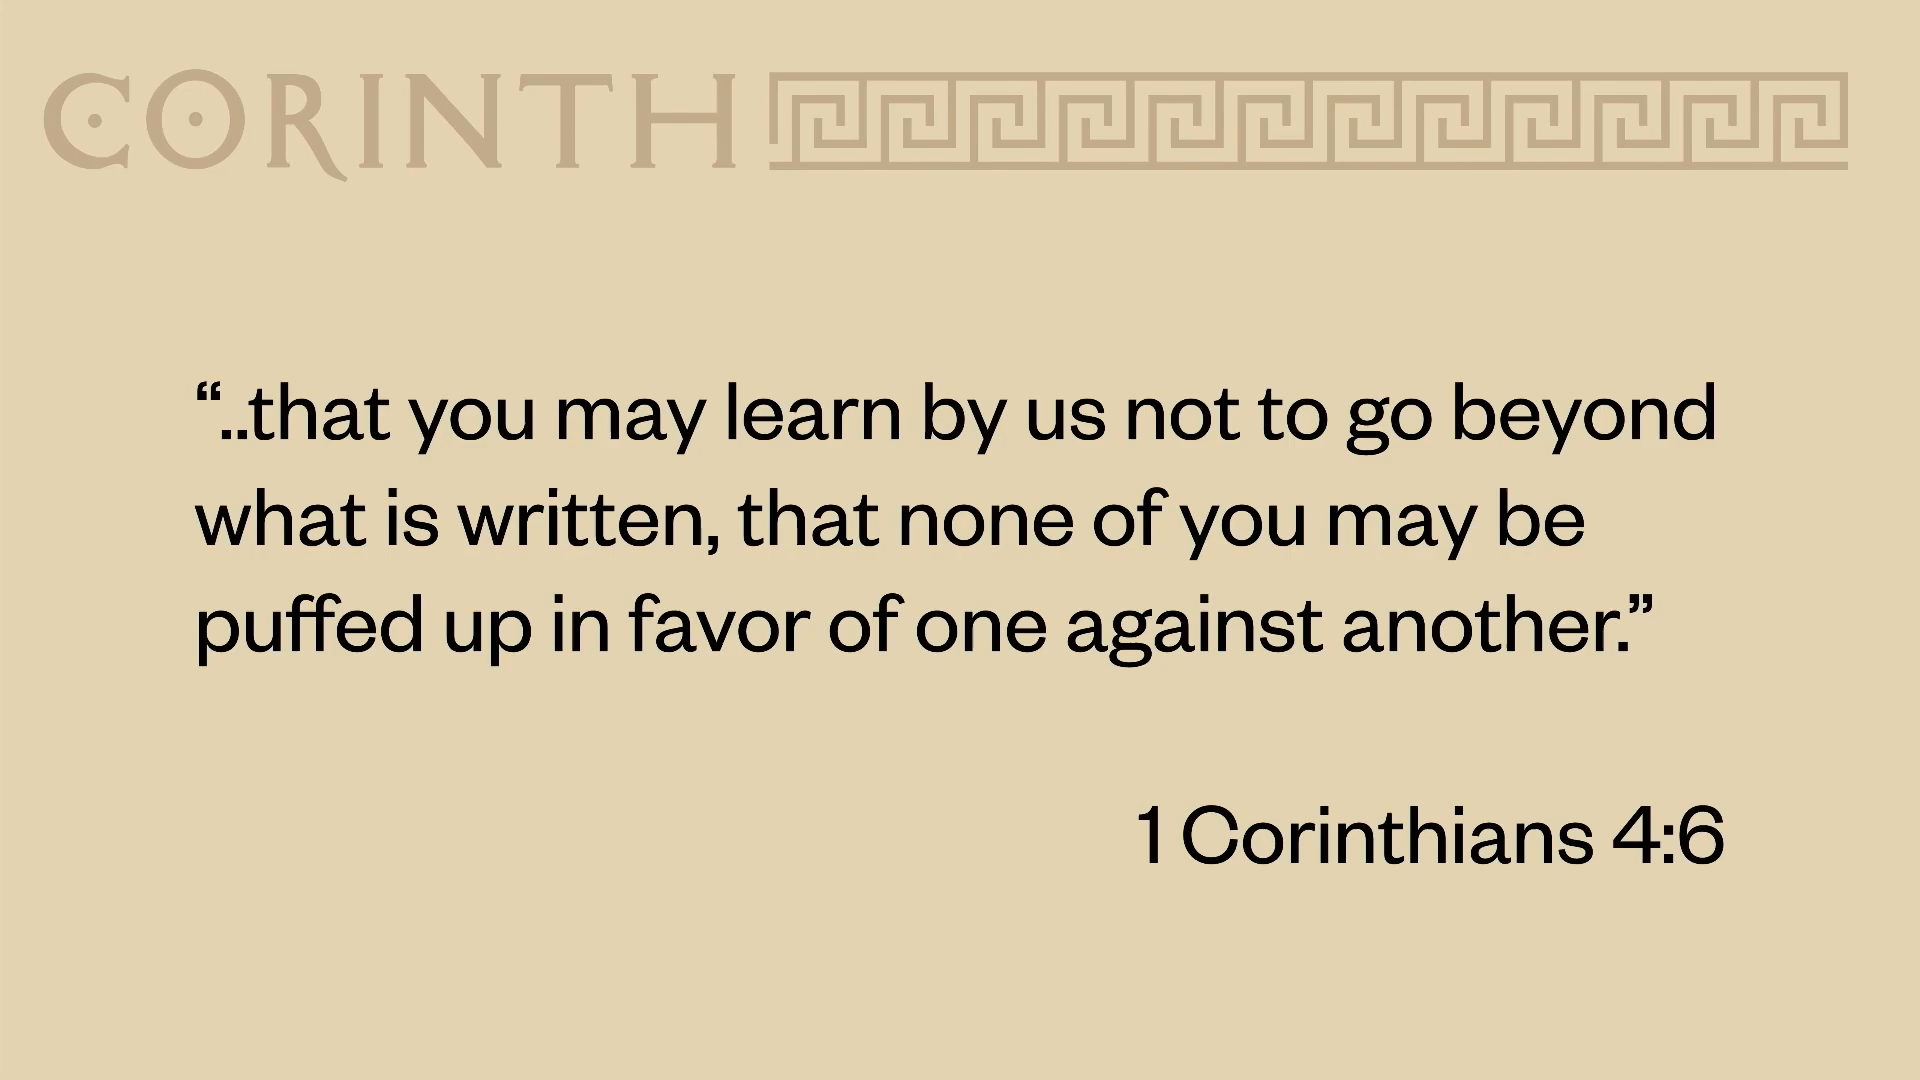 CORINTH
“..that you may learn by us not to go beyond
what is written, that none of you may be
puffed up in favor of one against another.”
1 Corinthians 4:6